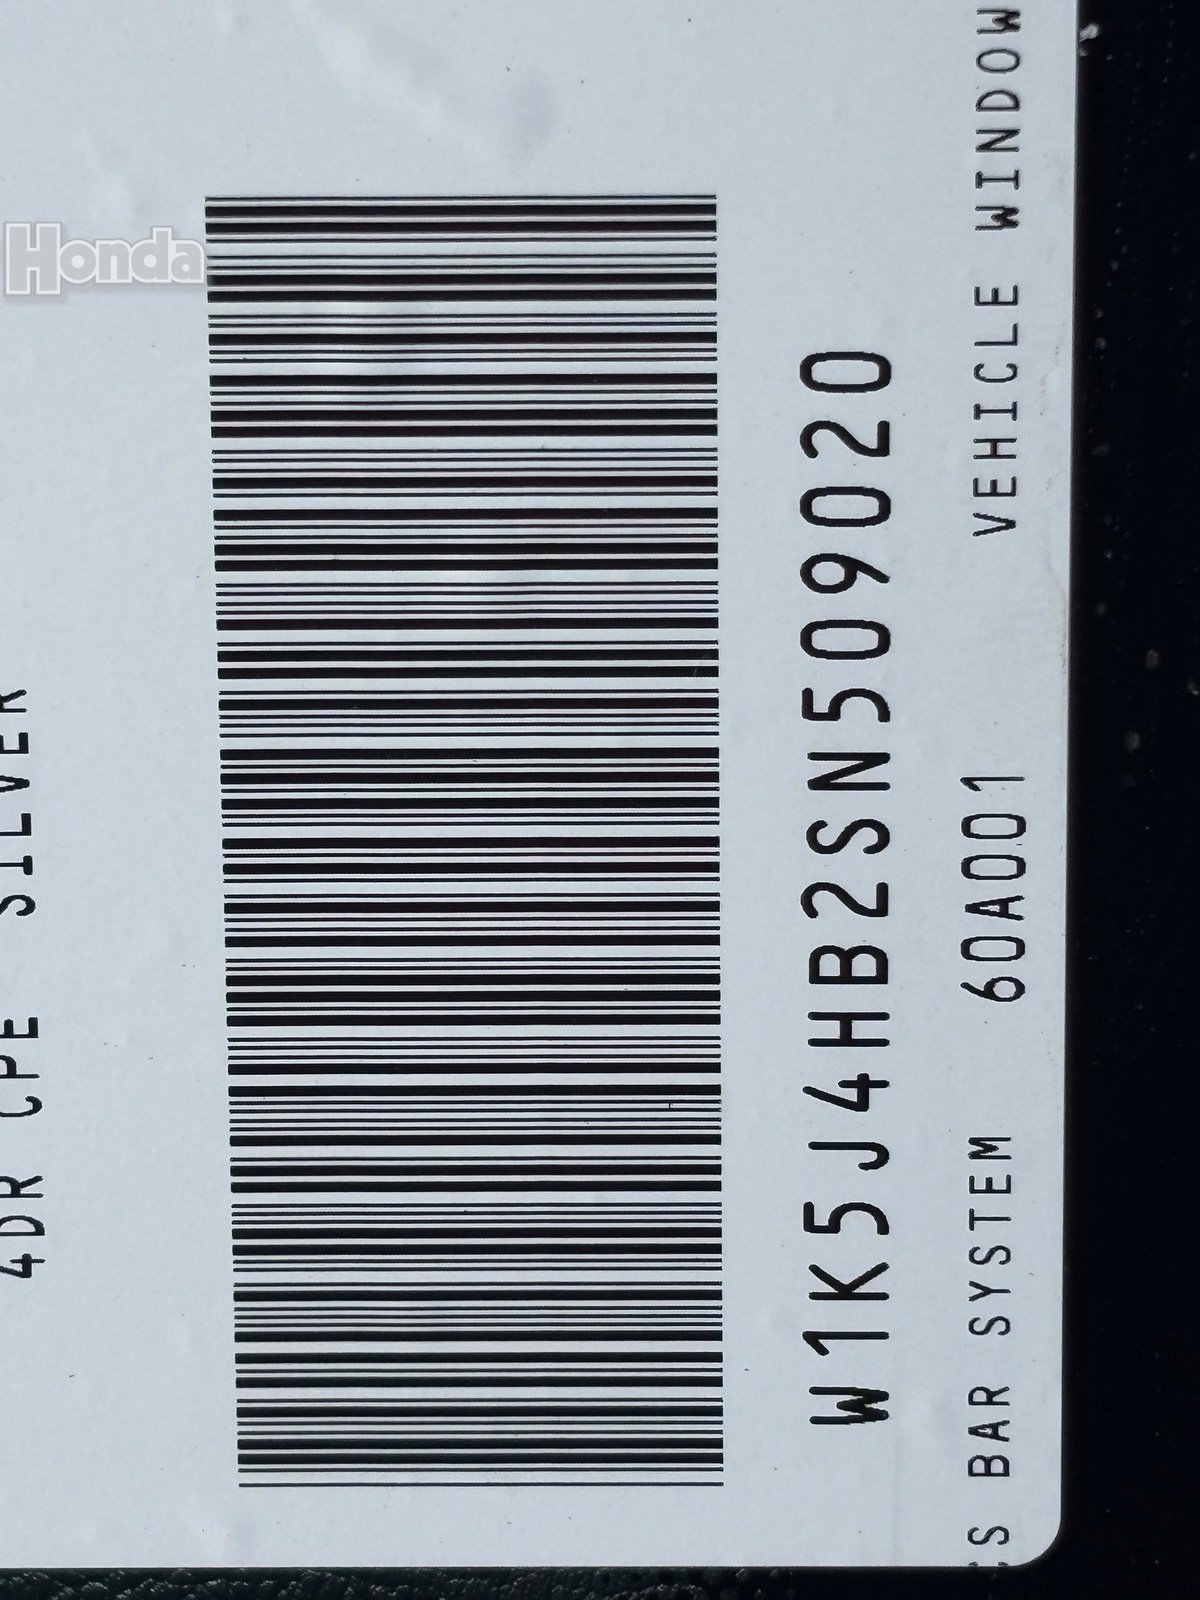 4DR CPE SILVER
Honda
W1K5J4HB2SN509020
BAR SYSTEM 60A001 VEHICLE WINDOW